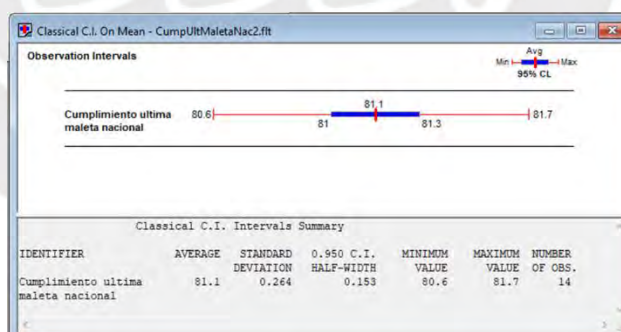 Classical C.I. On Mean - CumpUltMaletaNac2.flt
Observation Intervals
Avg
Min Max
95% CL
81.1
Cumplimiento ultima 80.6 81.7
maleta nacional 81 81.3
Classical C.I. Intervals Summary
IDENTIFIER AVERAGE STANDARD 0.950 C.I. MINIMUM MAXIMUM NUMBER
DEVIATION HALF-WIDTH VALUE VALUE OF OBS.
Cumplimiento ultima 81.1 0.264 0.153 80.6 81.7 14
maleta nacional